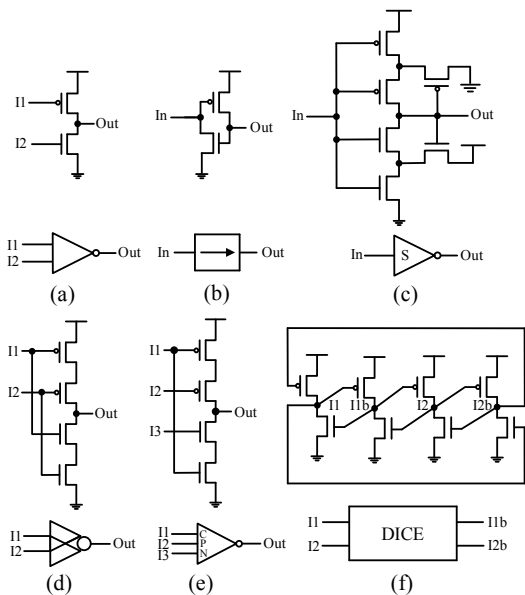 I1
Out
I2
In
Out
In
Out
I1
I2
Out
In
Out
In
S
Out
(a)
(b)
(c)
I1
I2
Out
I1
I2
Out
I3
I1
I1b
I2
I2b
I1
I2
Out
I1
I2
I3
C
P
N
Out
I1
I2
DICE
I1b
I2b
(d)
(e)
(f)